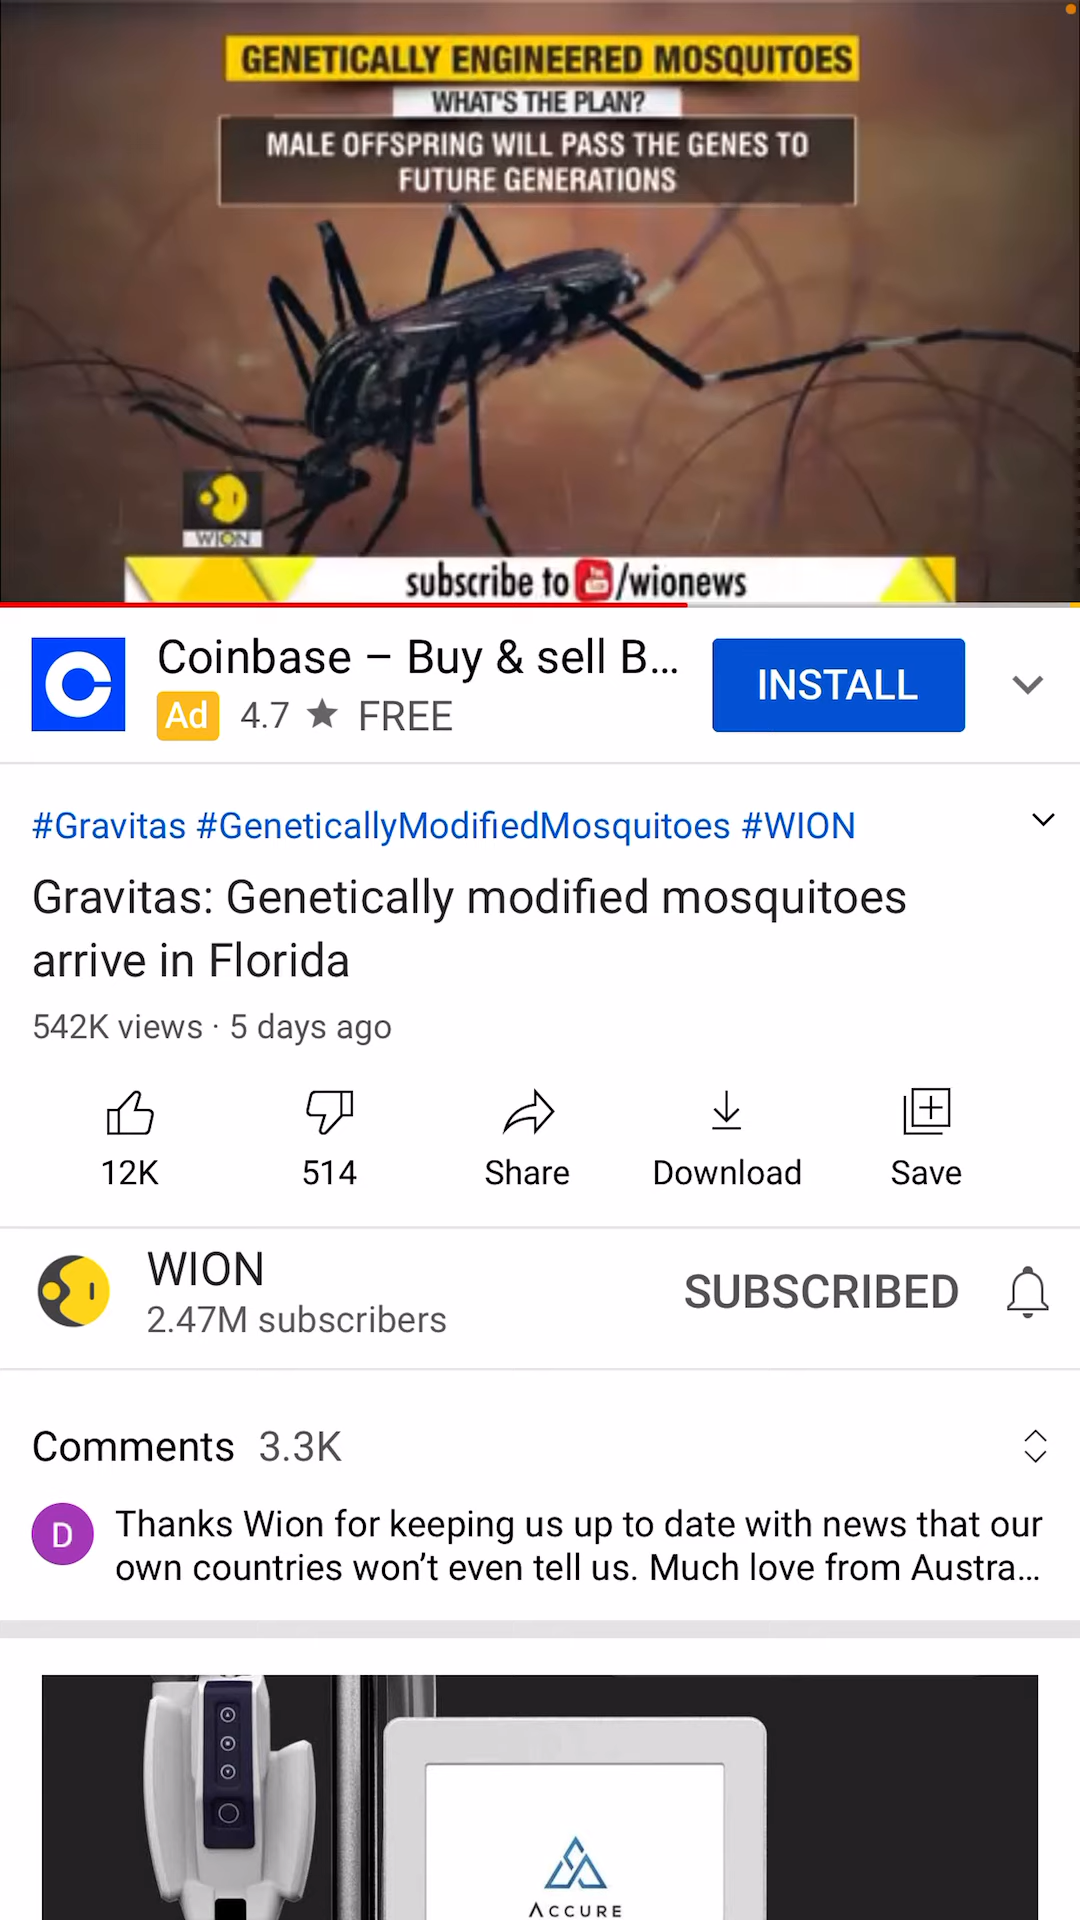 GENETICALLY ENGINEERED MOSQUITOES
WHAT'S THE PLAN?
MALE OFFSPRING WILL PASS THE GENES TO
FUTURE GENERATIONS
WION
subscribe to You Tube/wionews
Coinbase – Buy & sell B...
INSTALL
Ad 4.7 ★ FREE
#Gravitas #GeneticallyModifiedMosquitoes #WION
Gravitas: Genetically modified mosquitoes
arrive in Florida
542K views · 5 days ago
12K 514 Share Download Save
WION
2.47M subscribers
SUBSCRIBED
Comments 3.3K
D
Thanks Wion for keeping us up to date with news that our
own countries won’t even tell us. Much love from Austra...
ACCURE